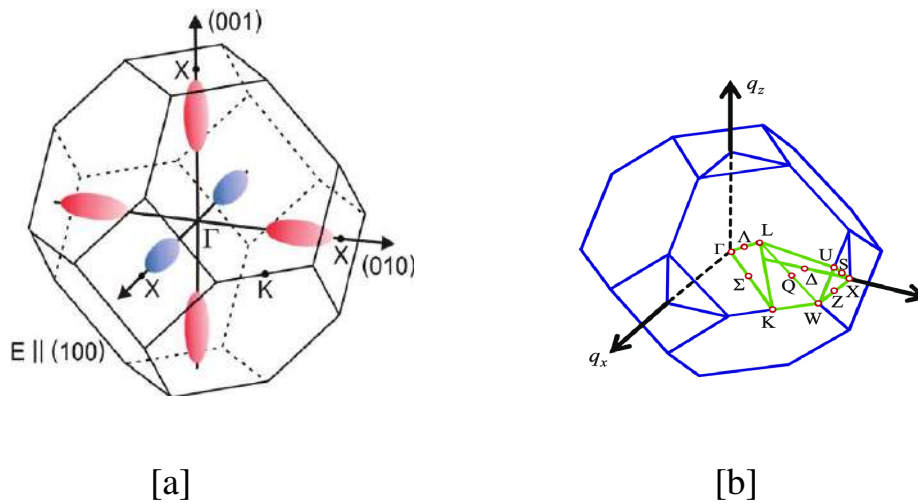 (001)
X
Γ
X
(010)
X
K
E || (100)
[a]
q_z
L
Λ
Γ
U
S
Δ
X
Σ
Q
Z
W
K
q_x
[b]